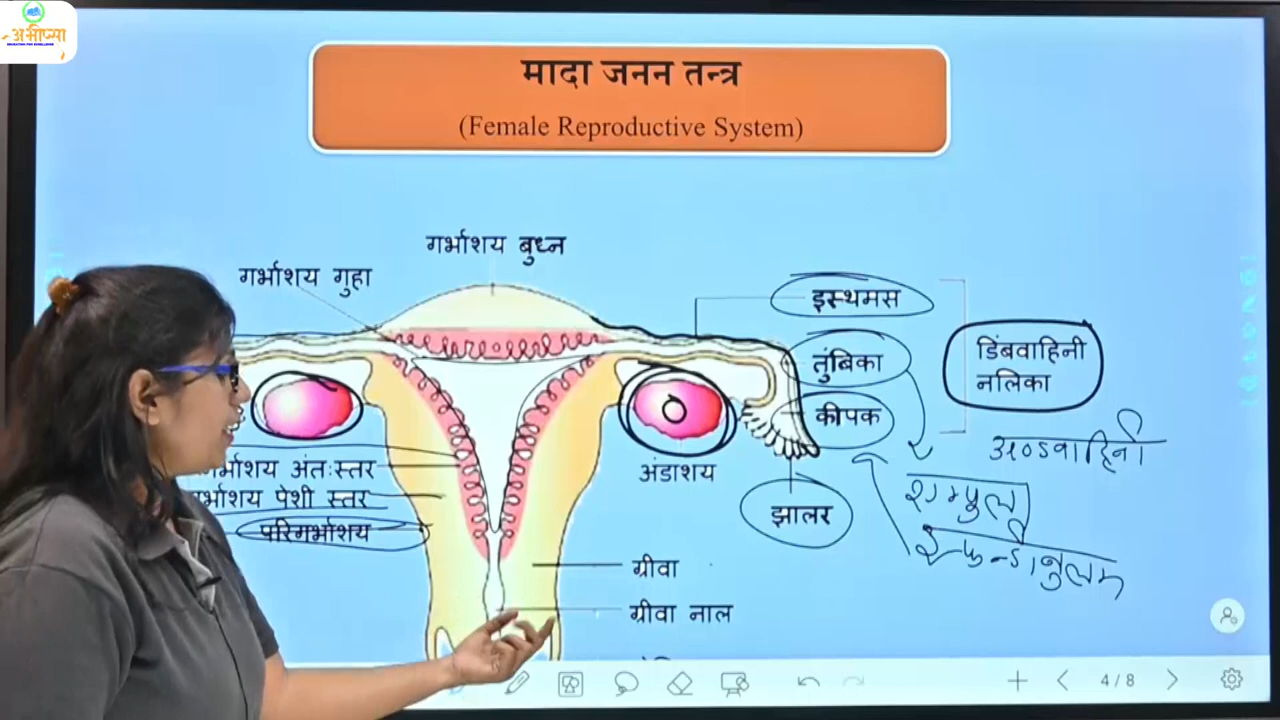 अभीप्सा
मादा जनन तन्त्र
(Female Reproductive System)
गर्भाशय बुध्न
गर्भाशय गुहा
इस्थमस
तुंबिका
डिंबवाहिनी
नलिका
कीपक
अण्डवाहिनी
अंडाशय
गर्भाशय अंतःस्तर
गर्भाशय पेशी स्तर
परिगर्भाशय
झालर
ग्रीवा
ग्रीवा नाल
4/8